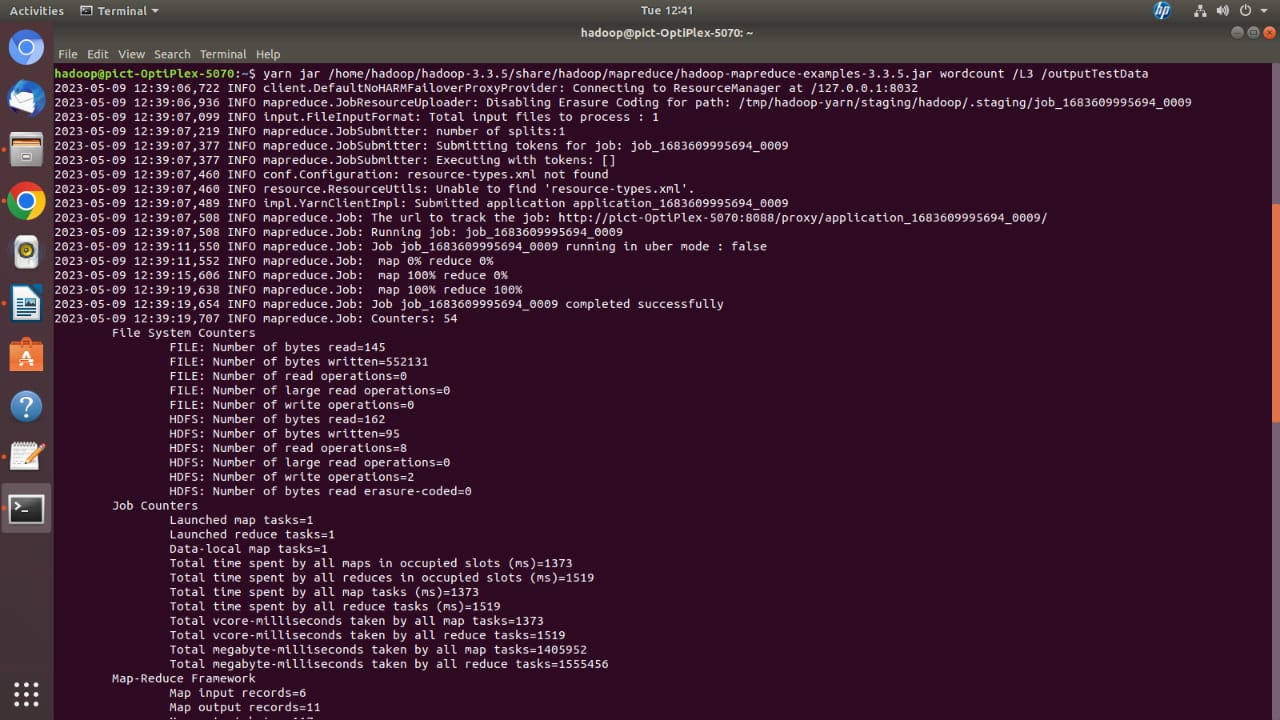 Activities Terminal Tue 12:41
hadoop@pict-OptiPlex-5070: ~
File Edit View Search Terminal Help
hadoop@pict-OptiPlex-5070:~$ yarn jar /home/hadoop/hadoop-3.3.5/share/hadoop/mapreduce/hadoop-mapreduce-examples-3.3.5.jar wordcount /L3 /outputTestData
2023-05-09 12:39:06,722 INFO client.DefaultNoHARMFailoverProxyProvider: Connecting to ResourceManager at /127.0.0.1:8032
2023-05-09 12:39:06,936 INFO mapreduce.JobResourceUploader: Disabling Erasure Coding for path: /tmp/hadoop-yarn/staging/hadoop/.staging/job_1683609995694_0009
2023-05-09 12:39:07,099 INFO input.FileInputFormat: Total input files to process : 1
2023-05-09 12:39:07,219 INFO mapreduce.JobSubmitter: number of splits:1
2023-05-09 12:39:07,377 INFO mapreduce.JobSubmitter: Submitting tokens for job: job_1683609995694_0009
2023-05-09 12:39:07,377 INFO mapreduce.JobSubmitter: Executing with tokens: []
2023-05-09 12:39:07,460 INFO conf.Configuration: resource-types.xml not found
2023-05-09 12:39:07,460 INFO resource.ResourceUtils: Unable to find 'resource-types.xml'.
2023-05-09 12:39:07,489 INFO impl.YarnClientImpl: Submitted application application_1683609995694_0009
2023-05-09 12:39:07,508 INFO mapreduce.Job: The url to track the job: http://pict-OptiPlex-5070:8088/proxy/application_1683609995694_0009/
2023-05-09 12:39:07,508 INFO mapreduce.Job: Running job: job_1683609995694_0009
2023-05-09 12:39:11,550 INFO mapreduce.Job: Job job_1683609995694_0009 running in uber mode : false
2023-05-09 12:39:11,552 INFO mapreduce.Job:  map 0% reduce 0%
2023-05-09 12:39:15,606 INFO mapreduce.Job:  map 100% reduce 0%
2023-05-09 12:39:19,638 INFO mapreduce.Job:  map 100% reduce 100%
2023-05-09 12:39:19,654 INFO mapreduce.Job: Job job_1683609995694_0009 completed successfully
2023-05-09 12:39:19,707 INFO mapreduce.Job: Counters: 54
File System Counters
FILE: Number of bytes read=145
FILE: Number of bytes written=552131
FILE: Number of read operations=0
FILE: Number of large read operations=0
FILE: Number of write operations=0
HDFS: Number of bytes read=162
HDFS: Number of bytes written=95
HDFS: Number of read operations=8
HDFS: Number of large read operations=0
HDFS: Number of write operations=2
HDFS: Number of bytes read erasure-coded=0
Job Counters
Launched map tasks=1
Launched reduce tasks=1
Data-local map tasks=1
Total time spent by all maps in occupied slots (ms)=1373
Total time spent by all reduces in occupied slots (ms)=1519
Total time spent by all map tasks (ms)=1373
Total time spent by all reduce tasks (ms)=1519
Total vcore-milliseconds taken by all map tasks=1373
Total vcore-milliseconds taken by all reduce tasks=1519
Total megabyte-milliseconds taken by all map tasks=1405952
Total megabyte-milliseconds taken by all reduce tasks=1555456
Map-Reduce Framework
Map input records=6
Map output records=11